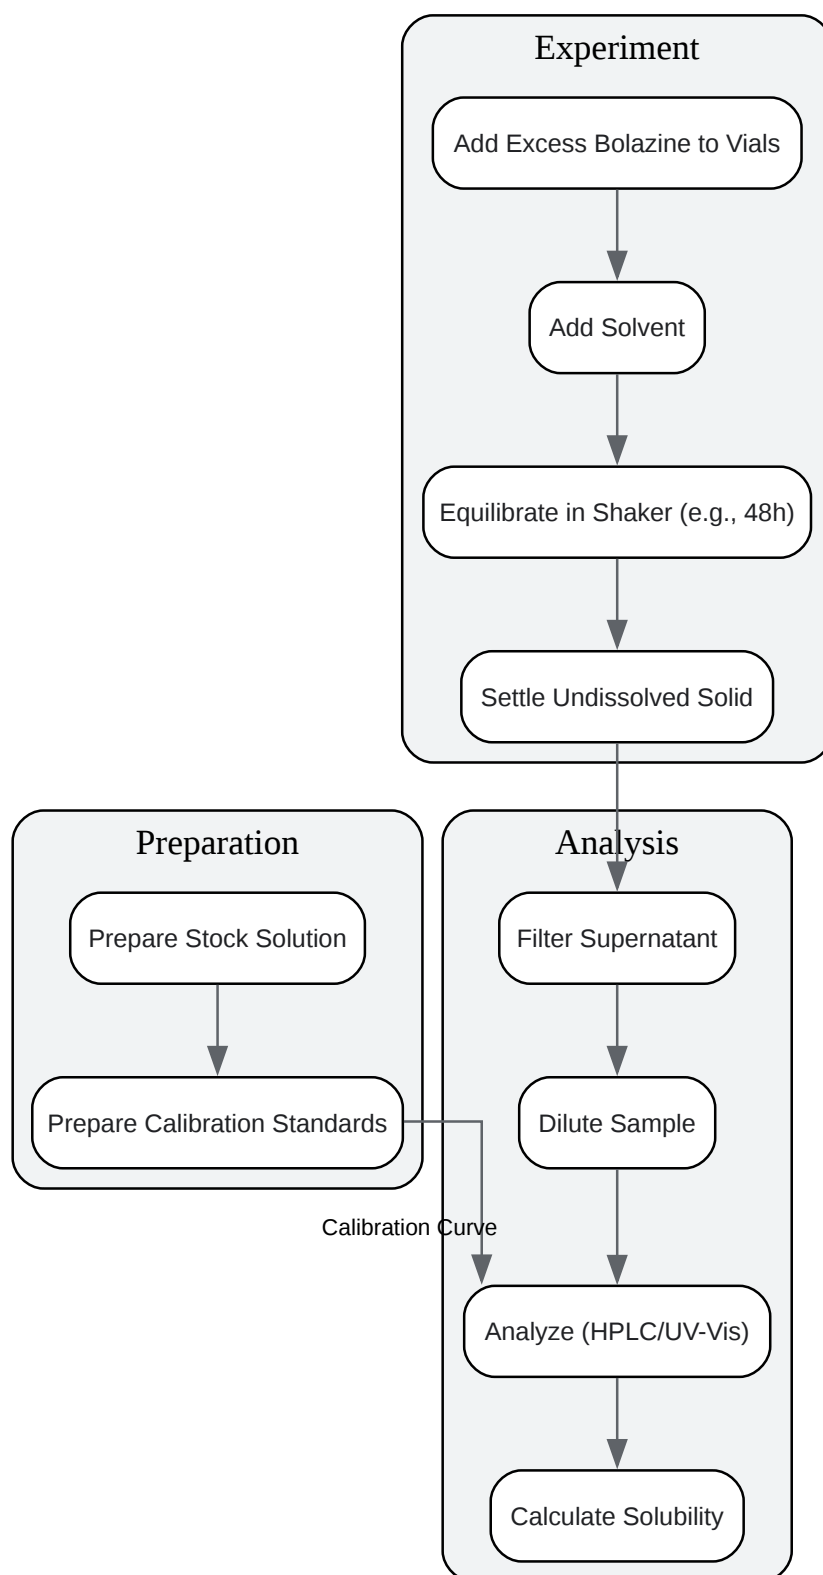 Experiment
Add Excess Bolazine to Vials
Add Solvent
Equilibrate in Shaker (e.g., 48h)
Settle Undissolved Solid
Preparation
Prepare Stock Solution
Prepare Calibration Standards
Calibration Curve
Analysis
Filter Supernatant
Dilute Sample
Analyze (HPLC/UV-Vis)
Calculate Solubility